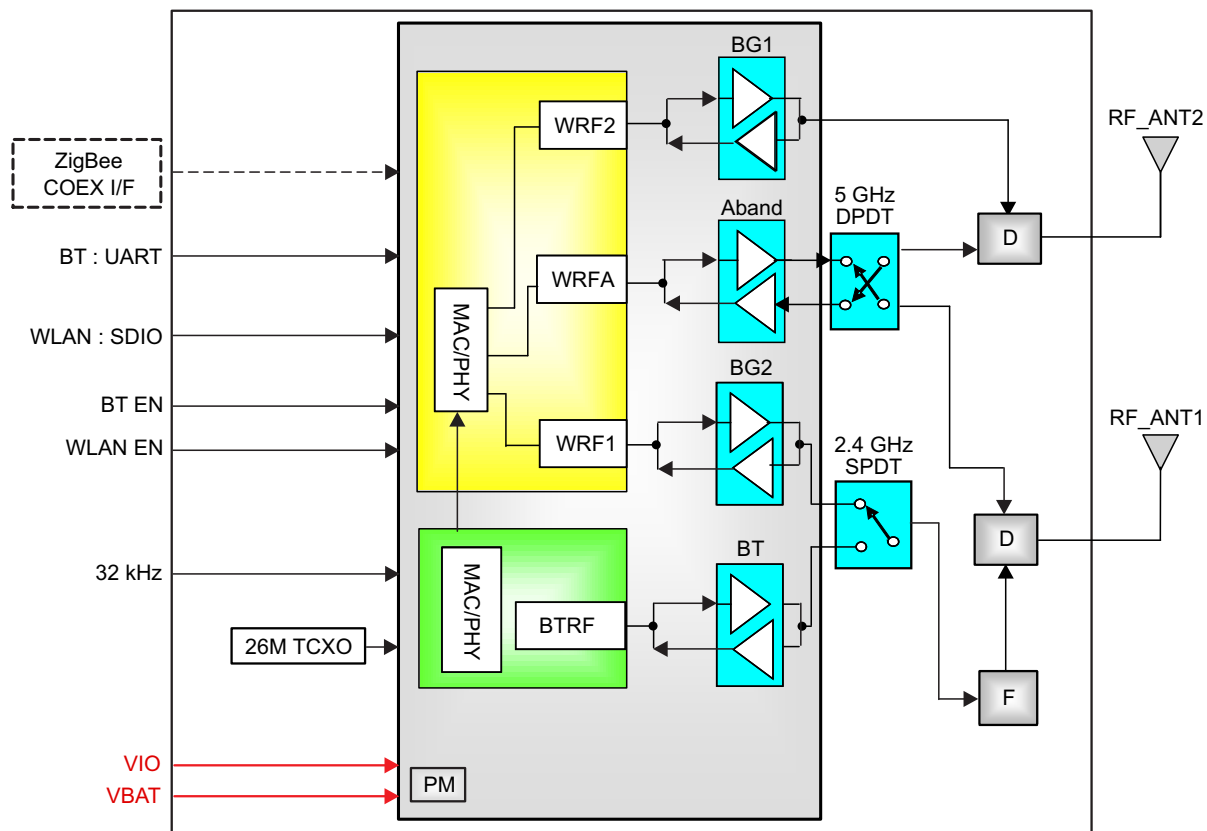 BG1
WRF2
RF_ANT2
ZigBee
COEX I/F
Aband
5 GHz
DPDT
D
BT : UART
WRFA
MAC/PHY
WLAN : SDIO
BG2
BT EN
WLAN EN
WRF1
2.4 GHz
SPDT
RF_ANT1
D
BT
32 kHz
MAC/PHY
BTRF
26M TCXO
F
VIO
VBAT
PM